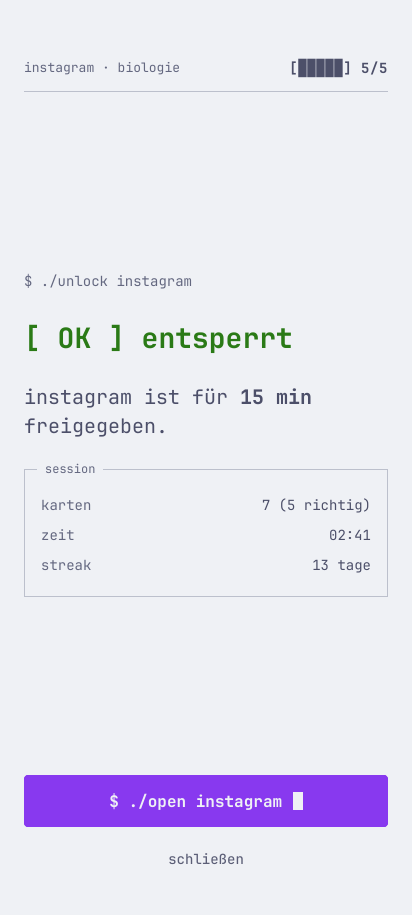 instagram · biologie
[█████] 5/5
$ ./unlock instagram
[ OK ] entsperrt
instagram ist für 15 min
freigegeben.
session
karten 7 (5 richtig)
zeit 02:41
streak 13 tage
$ ./open instagram █
schließen